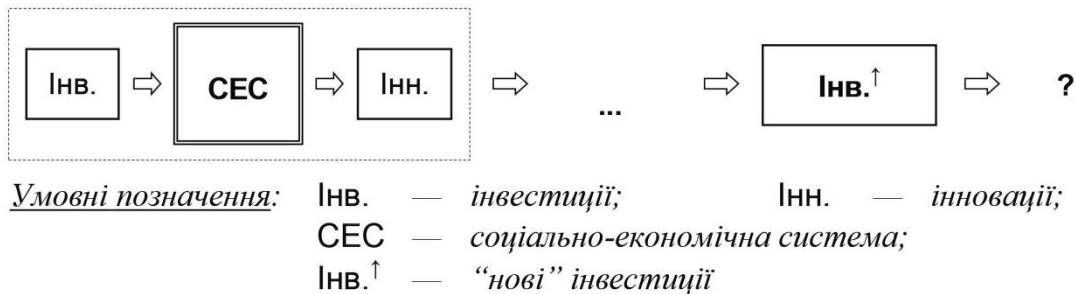 Інв. ⇨ СЕС ⇨ Інн. ⇨ ... ⇨ Інв.↑ ⇨ ?
Умовні позначення: Інв. — інвестиції; Інн. — інновації;
СЕС — соціально-економічна система;
Інв.↑ — “нові” інвестиції